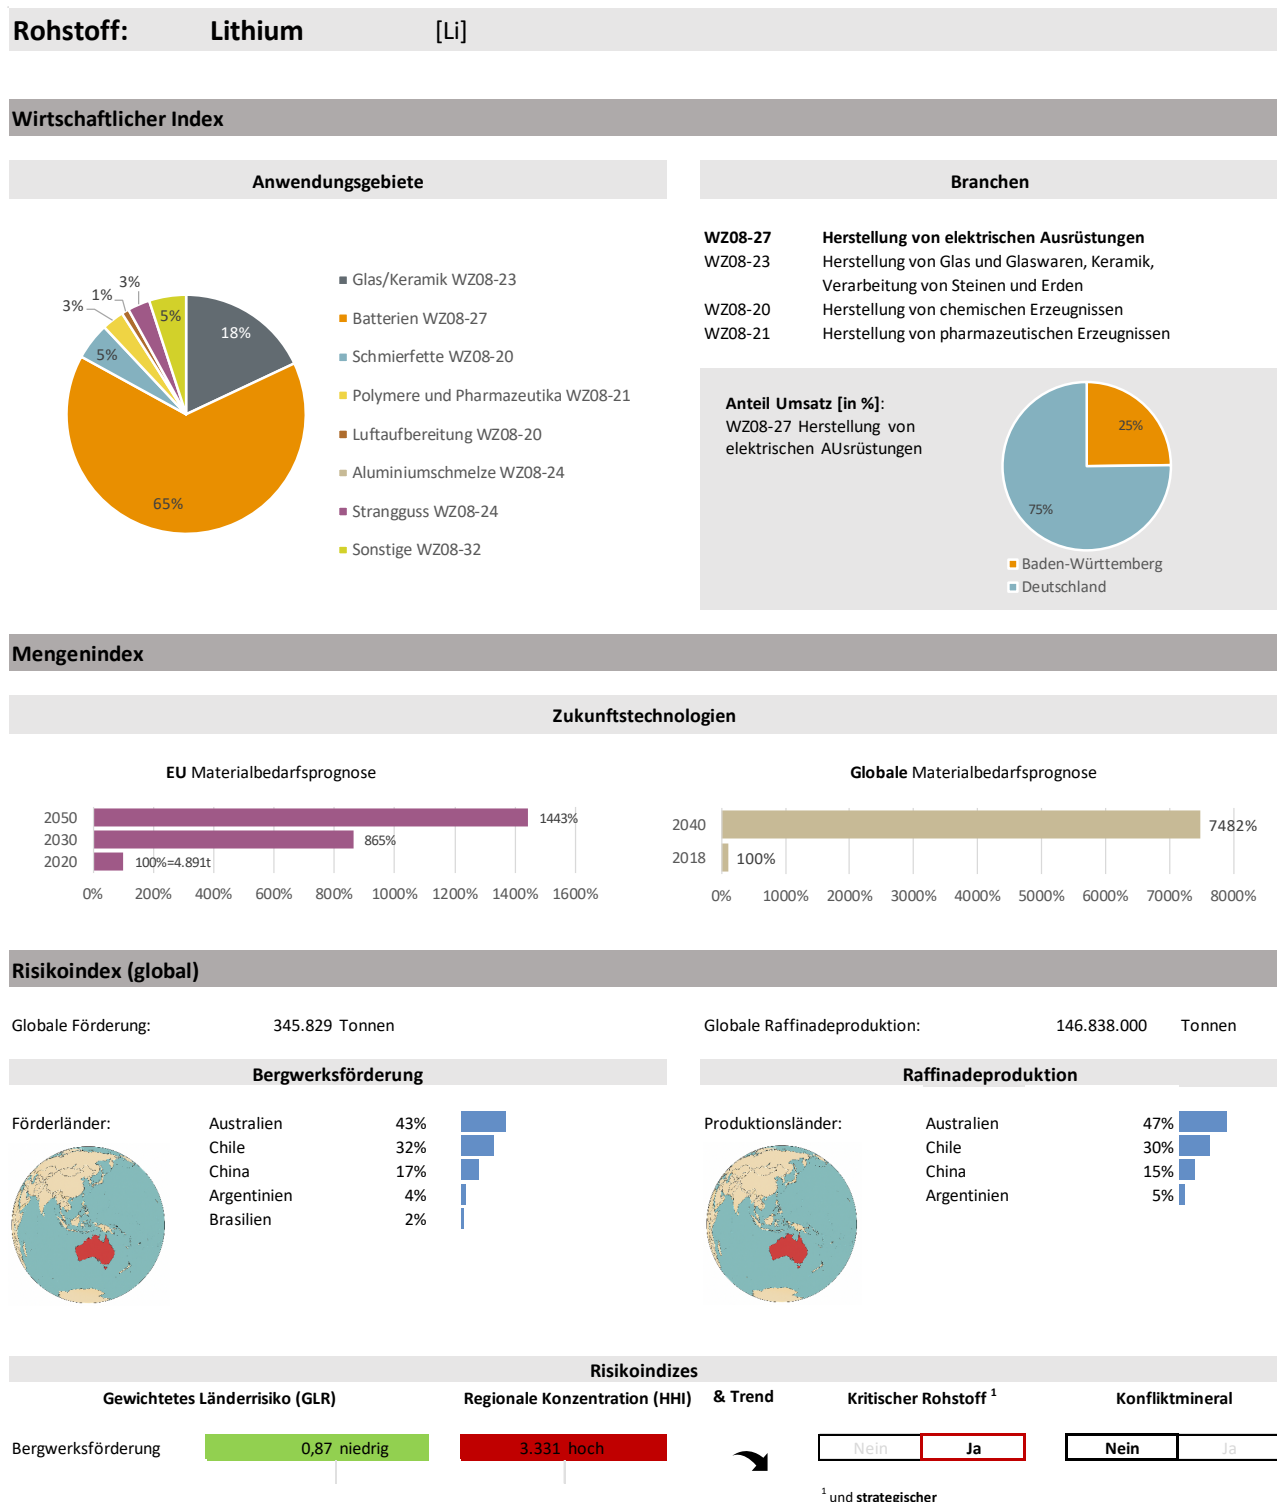 Rohstoff: Lithium [Li]
Wirtschaftlicher Index
Anwendungsgebiete
18%
65%
5%
3%
1%
3%
5%
Glas/Keramik WZ08-23
Batterien WZ08-27
Schmierfette WZ08-20
Polymere und Pharmazeutika WZ08-21
Luftaufbereitung WZ08-20
Aluminiumschmelze WZ08-24
Strangguss WZ08-24
Sonstige WZ08-32
Branchen
WZ08-27 Herstellung von elektrischen Ausrüstungen
WZ08-23 Herstellung von Glas und Glaswaren, Keramik,
Verarbeitung von Steinen und Erden
WZ08-20 Herstellung von chemischen Erzeugnissen
WZ08-21 Herstellung von pharmazeutischen Erzeugnissen
Anteil Umsatz [in %]:
WZ08-27 Herstellung von
elektrischen AUsrüstungen
25%
75%
Baden-Württemberg
Deutschland
Mengenindex
Zukunftstechnologien
EU Materialbedarfsprognose
2050 1443%
2030 865%
2020 100%=4.891t
0% 200% 400% 600% 800% 1000% 1200% 1400% 1600%
Globale Materialbedarfsprognose
2040 7482%
2018 100%
0% 1000% 2000% 3000% 4000% 5000% 6000% 7000% 8000%
Risikoindex (global)
Globale Förderung: 345.829 Tonnen
Globale Raffinadeproduktion: 146.838.000 Tonnen
Bergwerksförderung
Förderländer: Australien 43%
Chile 32%
China 17%
Argentinien 4%
Brasilien 2%
Raffinadeproduktion
Produktionsländer: Australien 47%
Chile 30%
China 15%
Argentinien 5%
Risikoindizes
Gewichtetes Länderrisiko (GLR) Regionale Konzentration (HHI) & Trend Kritischer Rohstoff 1 Konfliktmineral
Bergwerksförderung 0,87 niedrig 3.331 hoch Nein Ja Nein Ja
1 und strategischer